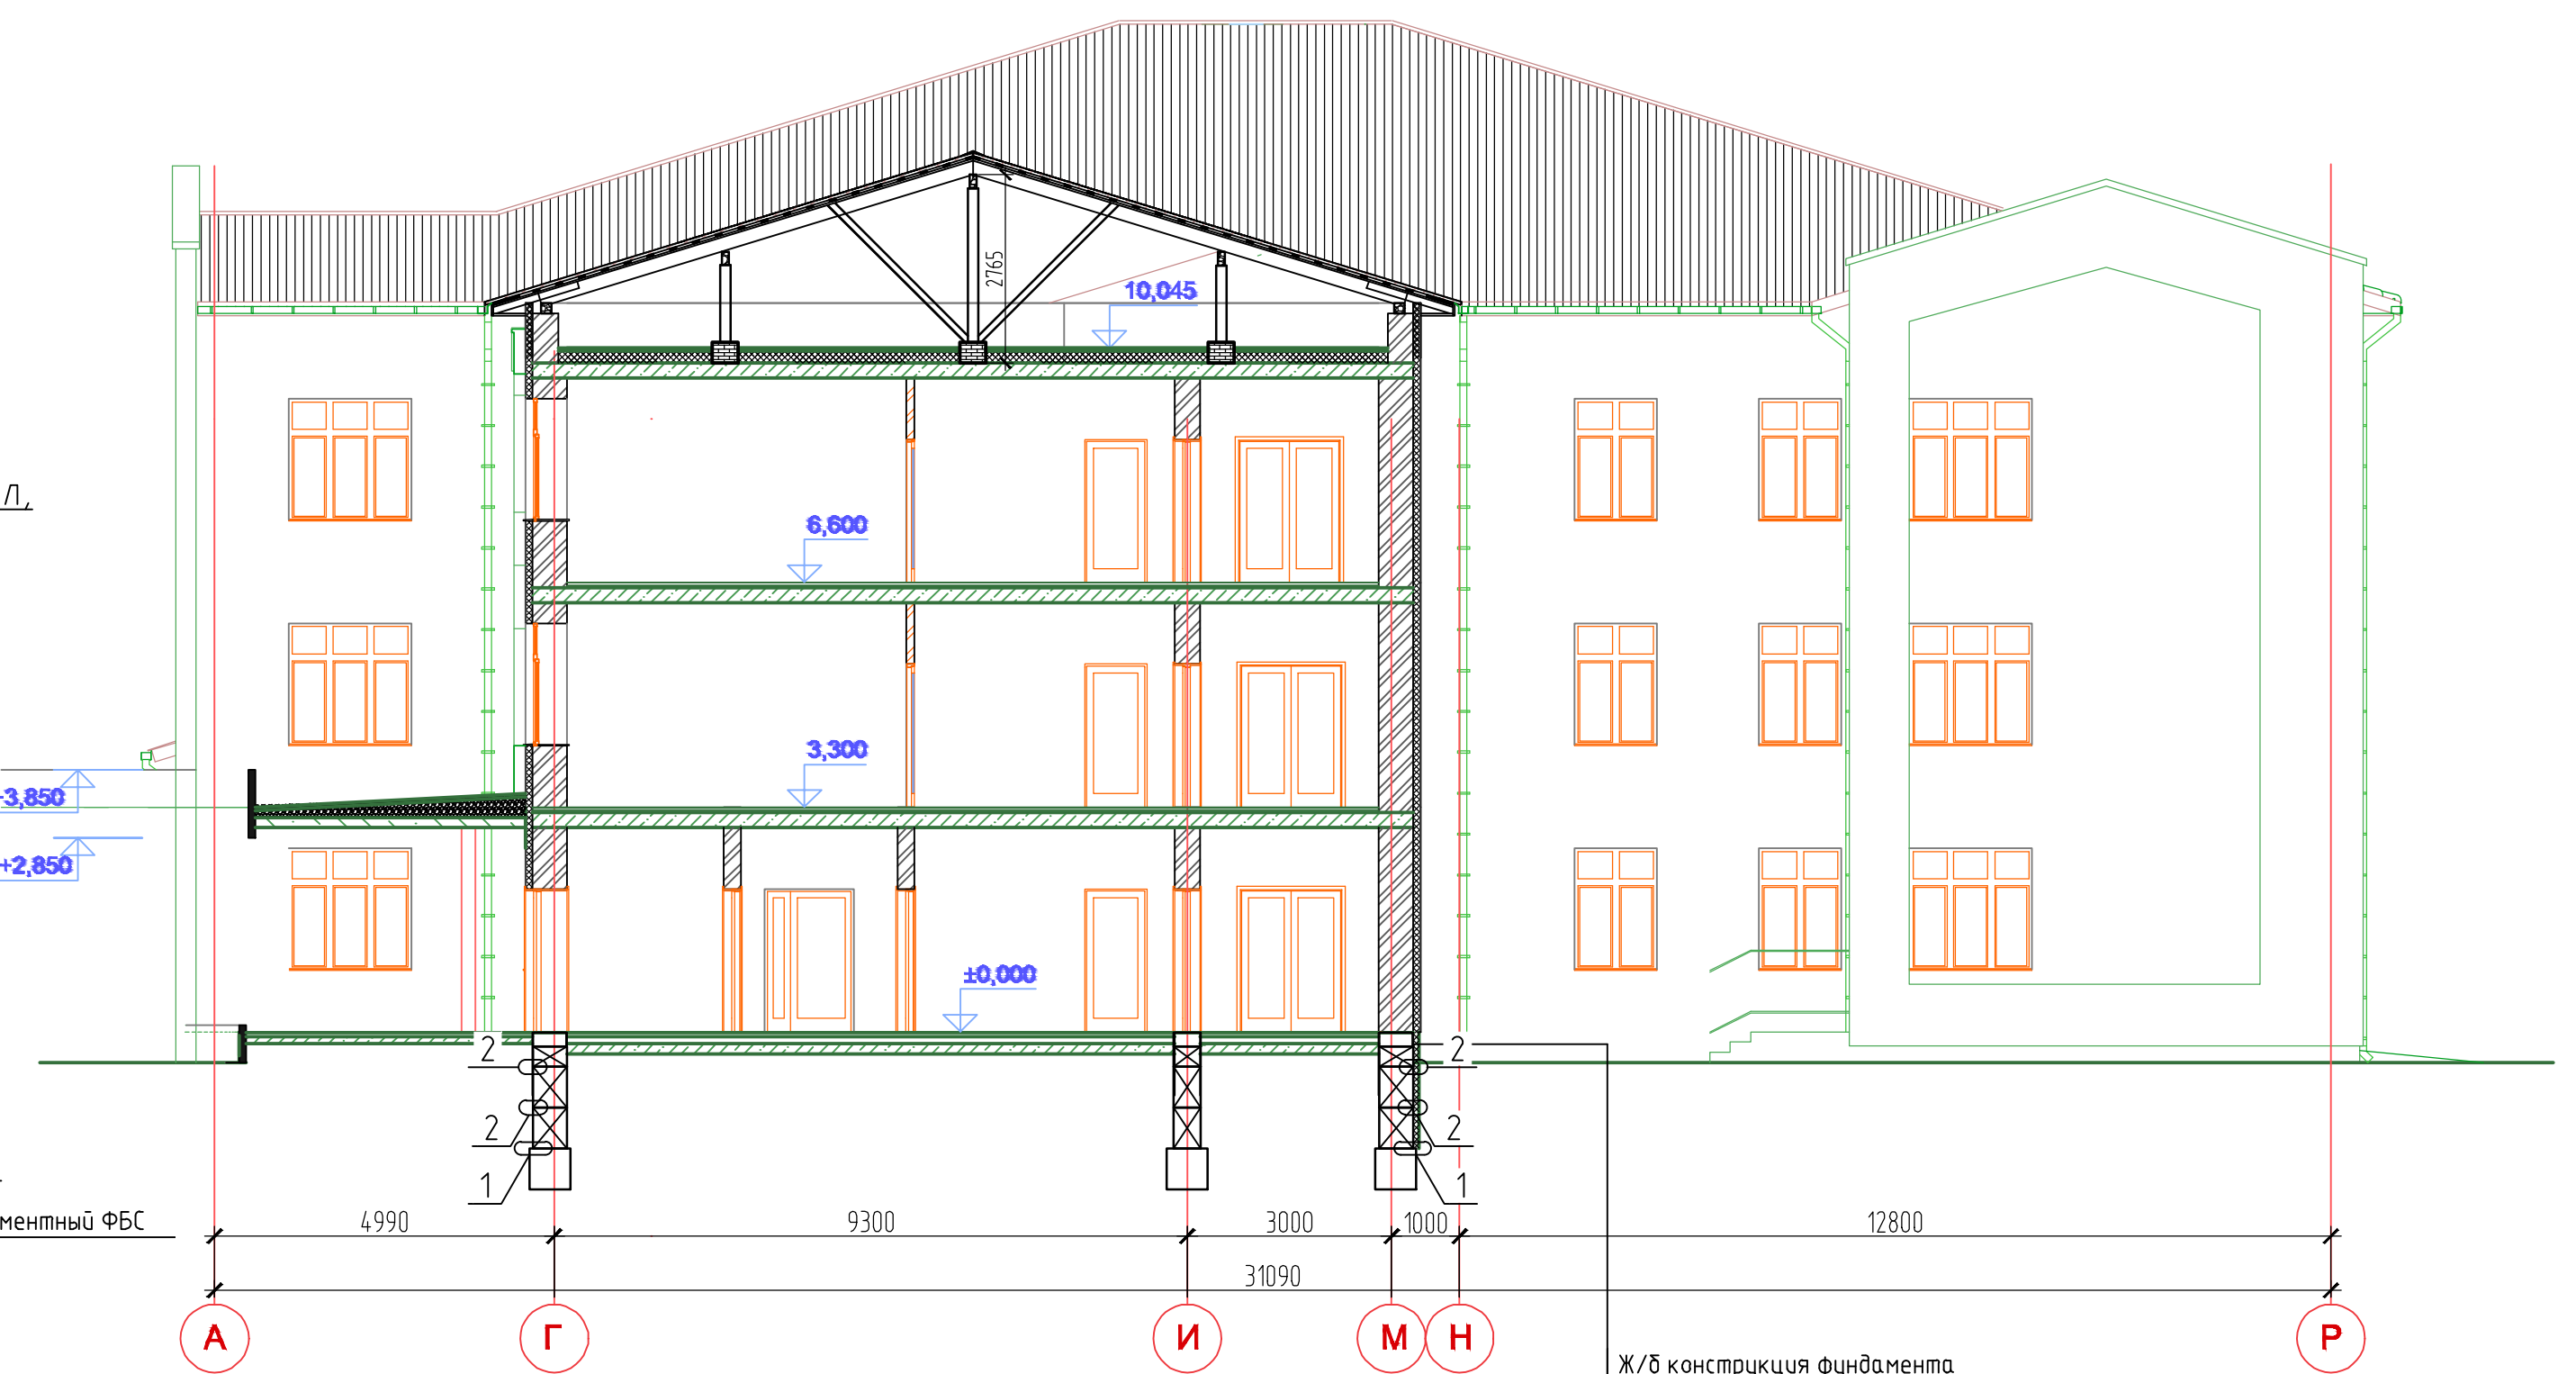 2765
10,045
Л,
6,600
3,300
+3,850
+2,850
±0,000
2
2
2
2
1
1
ментный ФБС
4990
9300
3000
1000
12800
31090
А
Г
И
М
Н
Р
Ж/б конструкция фундамента